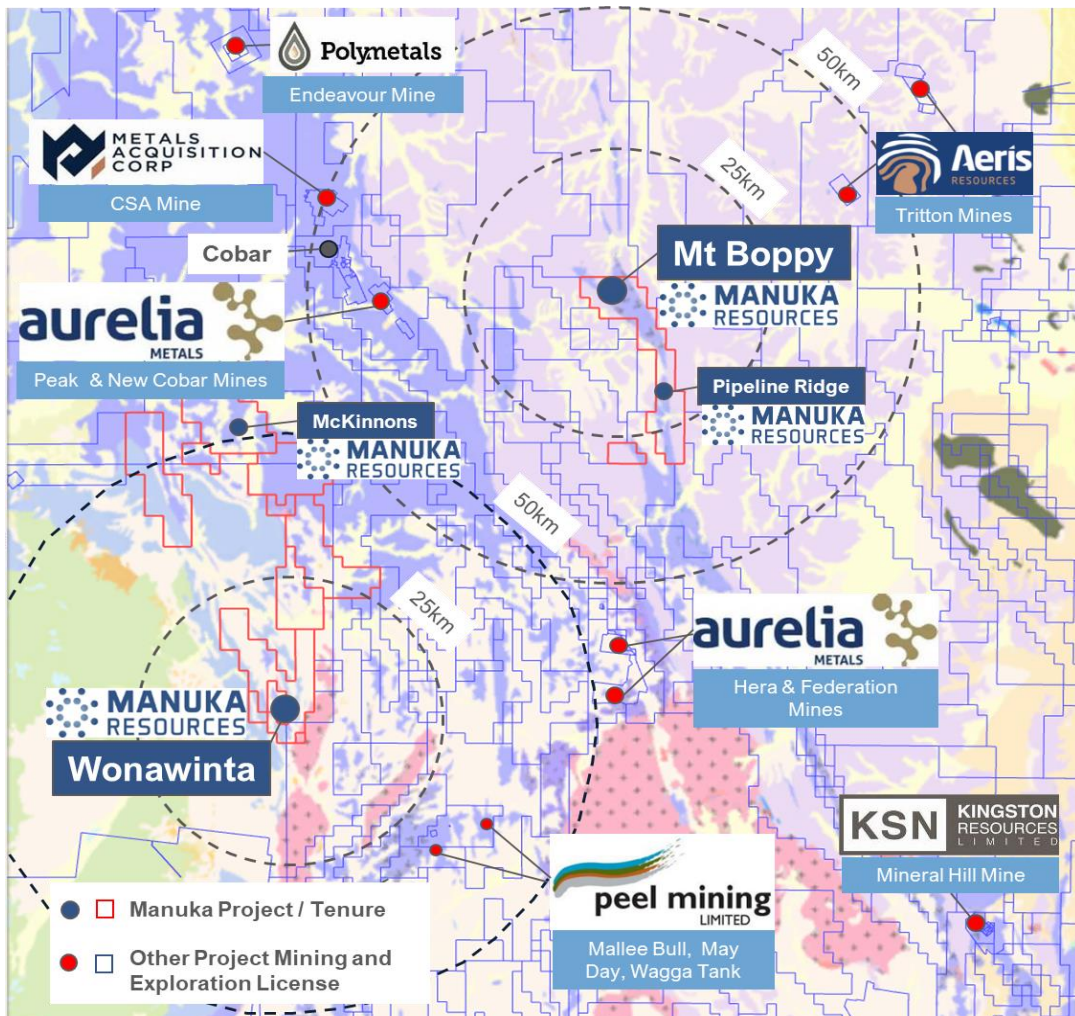 Polymetals
Endeavour Mine
METALS
ACQUISITION
CORP
CSA Mine
50km
25km
Aeris
RESOURCES
Tritton Mines
Cobar
Mt Boppy
MANUKA
RESOURCES
aurelia
METALS
Peak & New Cobar Mines
Pipeline Ridge
MANUKA
RESOURCES
McKinnons
MANUKA
RESOURCES
50km
25km
aurelia
METALS
Hera & Federation
Mines
MANUKA
RESOURCES
Wonawinta
KSN
KINGSTON
RESOURCES
LIMITED
Mineral Hill Mine
peel mining
LIMITED
Mallee Bull, May
Day, Wagga Tank
Manuka Project / Tenure
Other Project Mining and
Exploration License